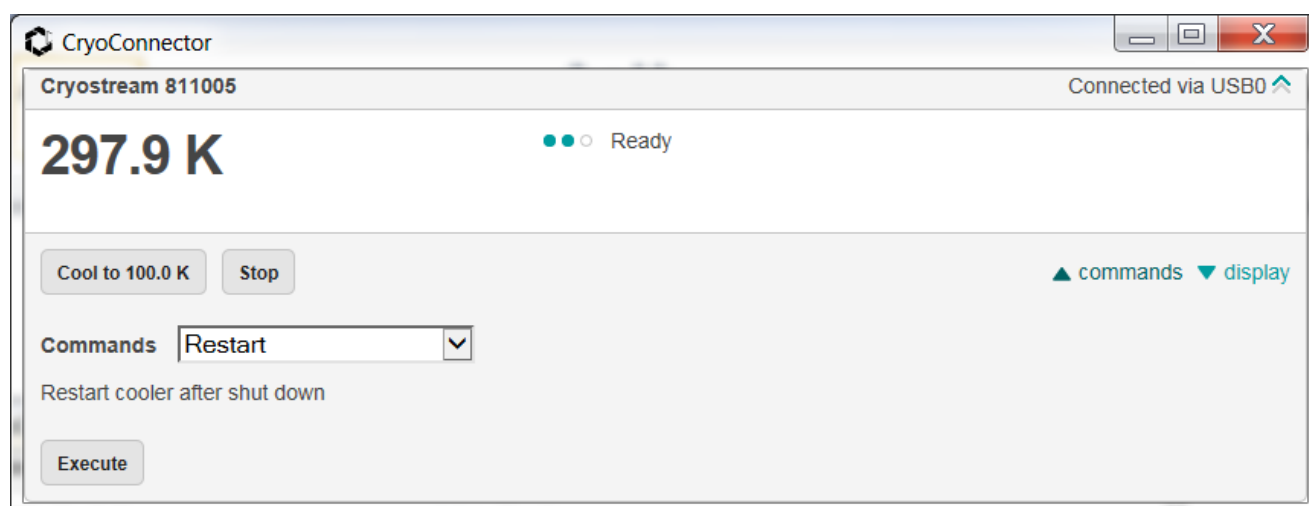 CryoConnector
Cryostream 811005 Connected via USB0
297.9 K Ready
Cool to 100.0 K Stop commands display
Commands Restart
Restart cooler after shut down
Execute